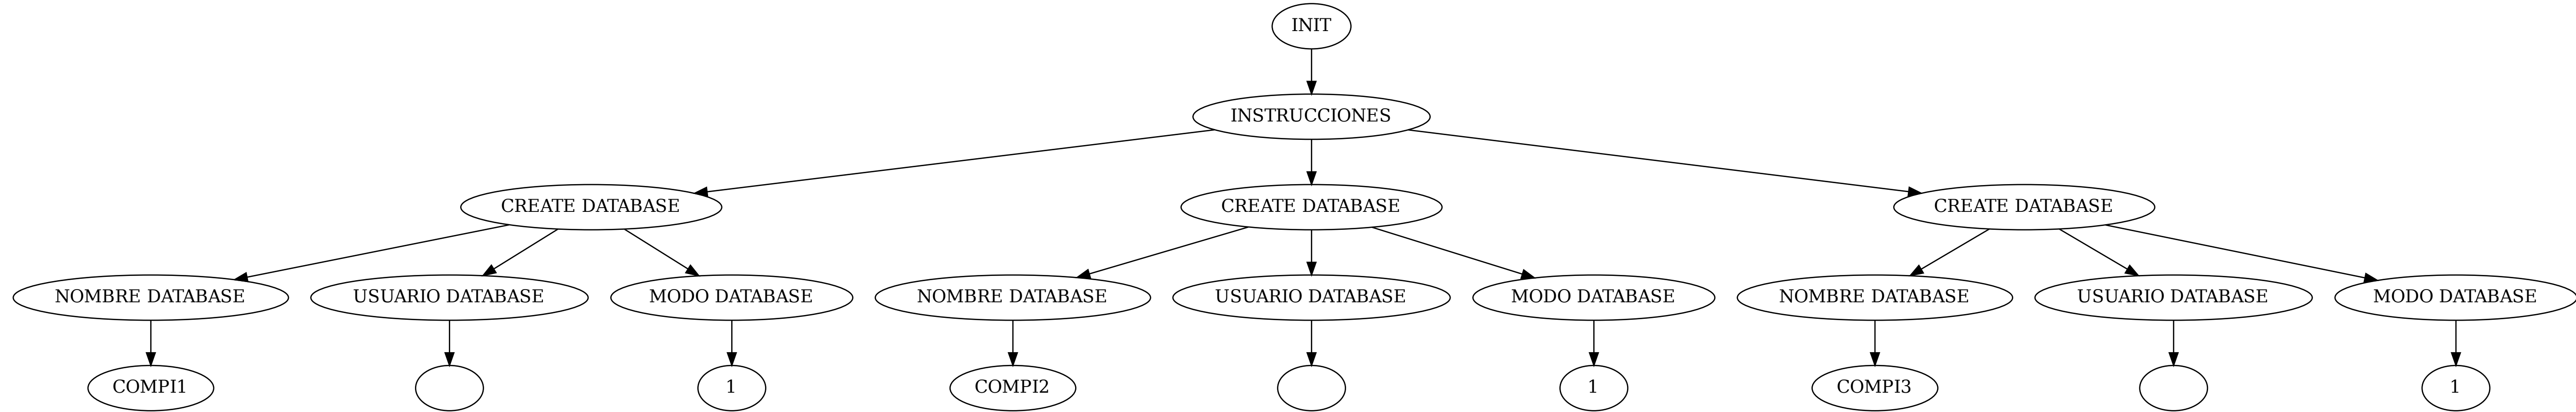 INIT
INSTRUCCIONES
CREATE DATABASE CREATE DATABASE CREATE DATABASE
NOMBRE DATABASE USUARIO DATABASE MODO DATABASE NOMBRE DATABASE USUARIO DATABASE MODO DATABASE NOMBRE DATABASE USUARIO DATABASE MODO DATABASE
COMPI1 1 COMPI2 1 COMPI3 1